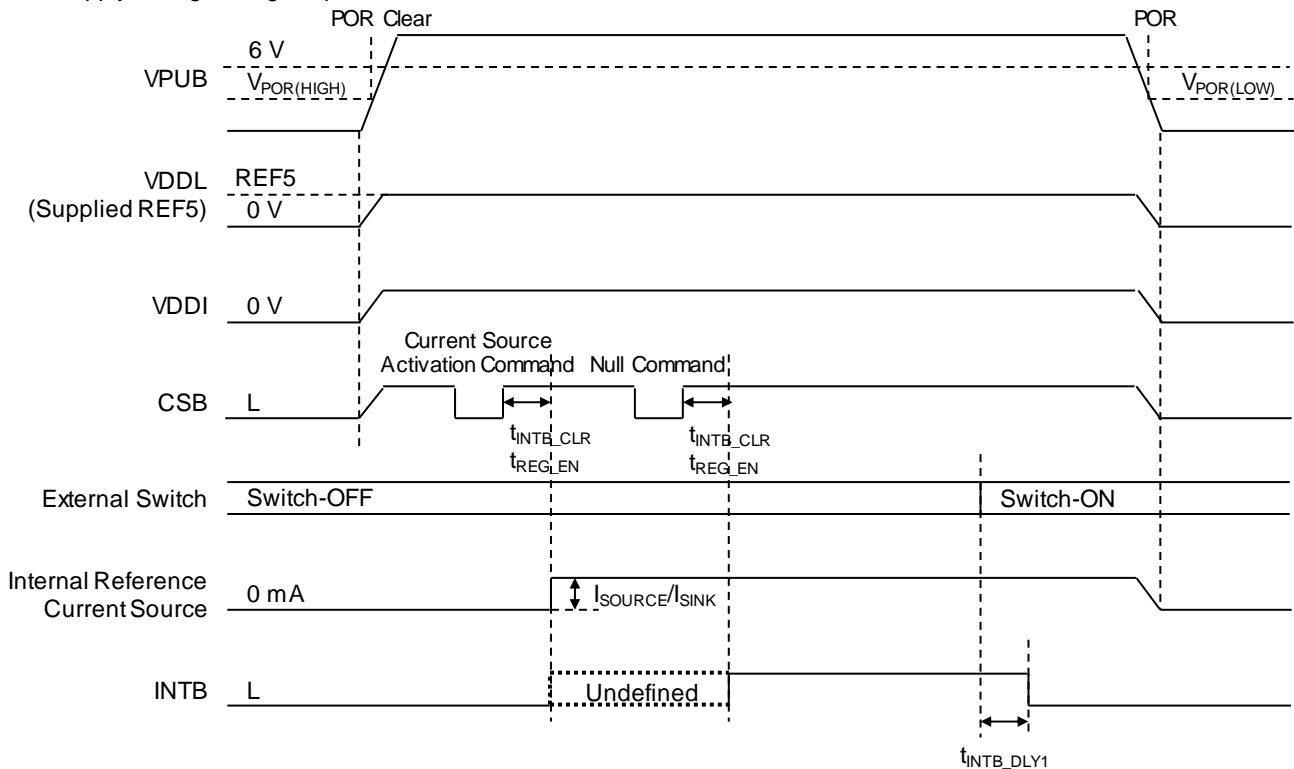 POR Clear
POR
6 V
VPUB
VPOR(HIGH)
VPOR(LOW)
VDDL
(Supplied REF5)
REF5
0 V
VDDI
0 V
Current Source
Activation Command
Null Command
CSB
L
tINTB_CLR
tREG_EN
tINTB_CLR
tREG_EN
External Switch
Switch-OFF
Switch-ON
Internal Reference
Current Source
0 mA
ISOURCE/ISINK
INTB
L
Undefined
tINTB_DLY1